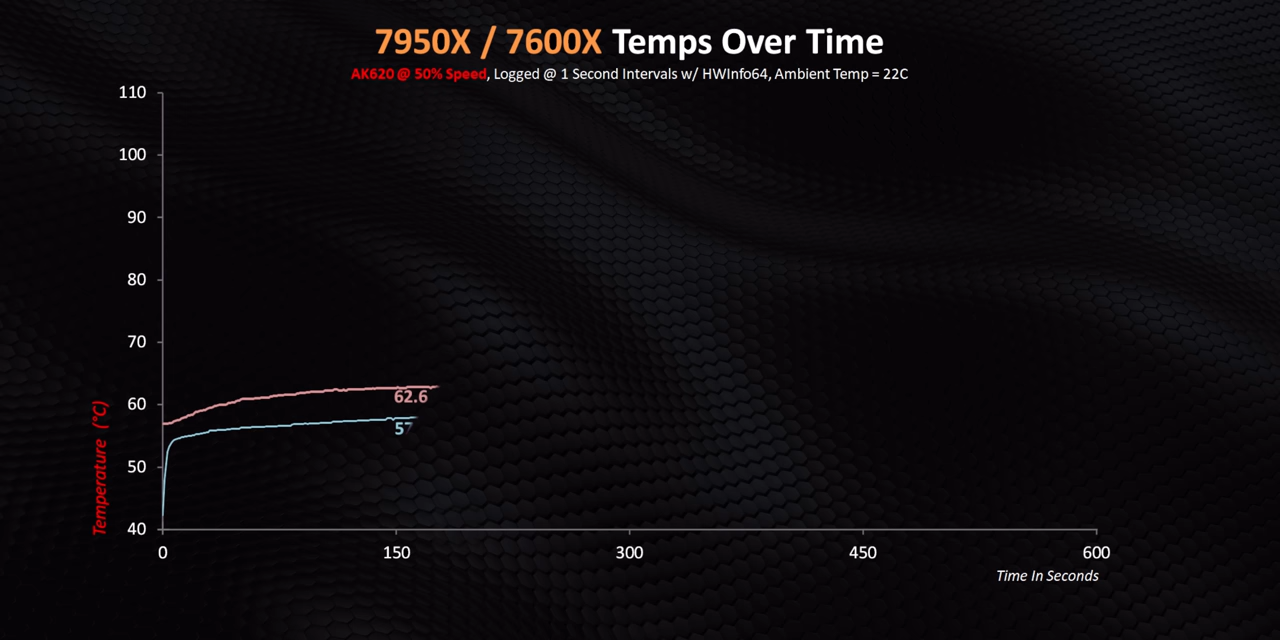 7950X / 7600X Temps Over Time
AK620 @ 50% Speed, Logged @ 1 Second Intervals w/ HWInfo64, Ambient Temp = 22C
110
100
90
80
70
60
50
40
Temperature (°C)
62.6
0 150 300 450 600
Time In Seconds